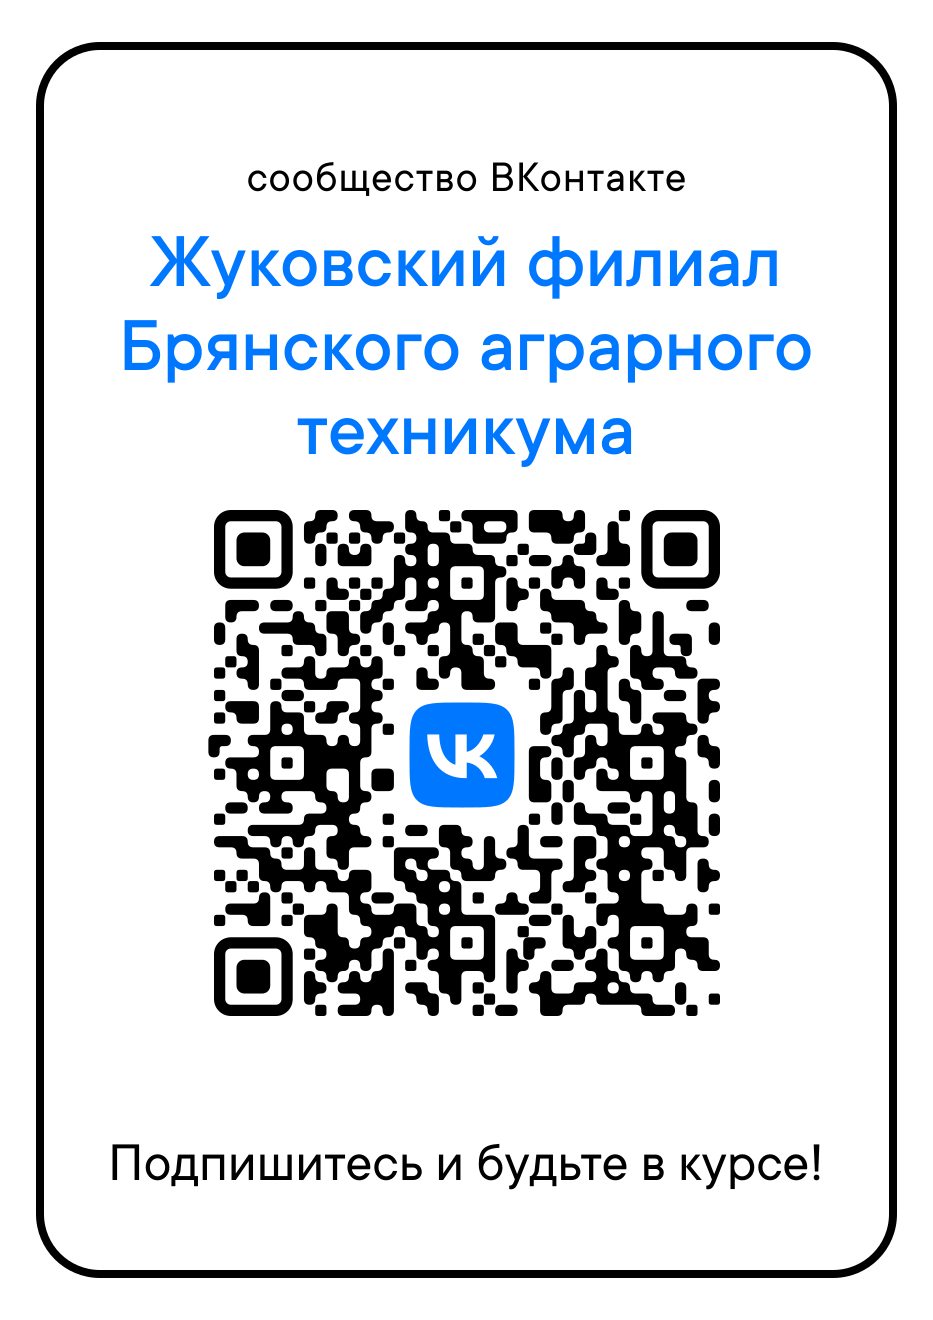 сообщество ВКонтакте
Жуковский филиал
Брянского аграрного
техникума
Подпишитесь и будьте в курсе!